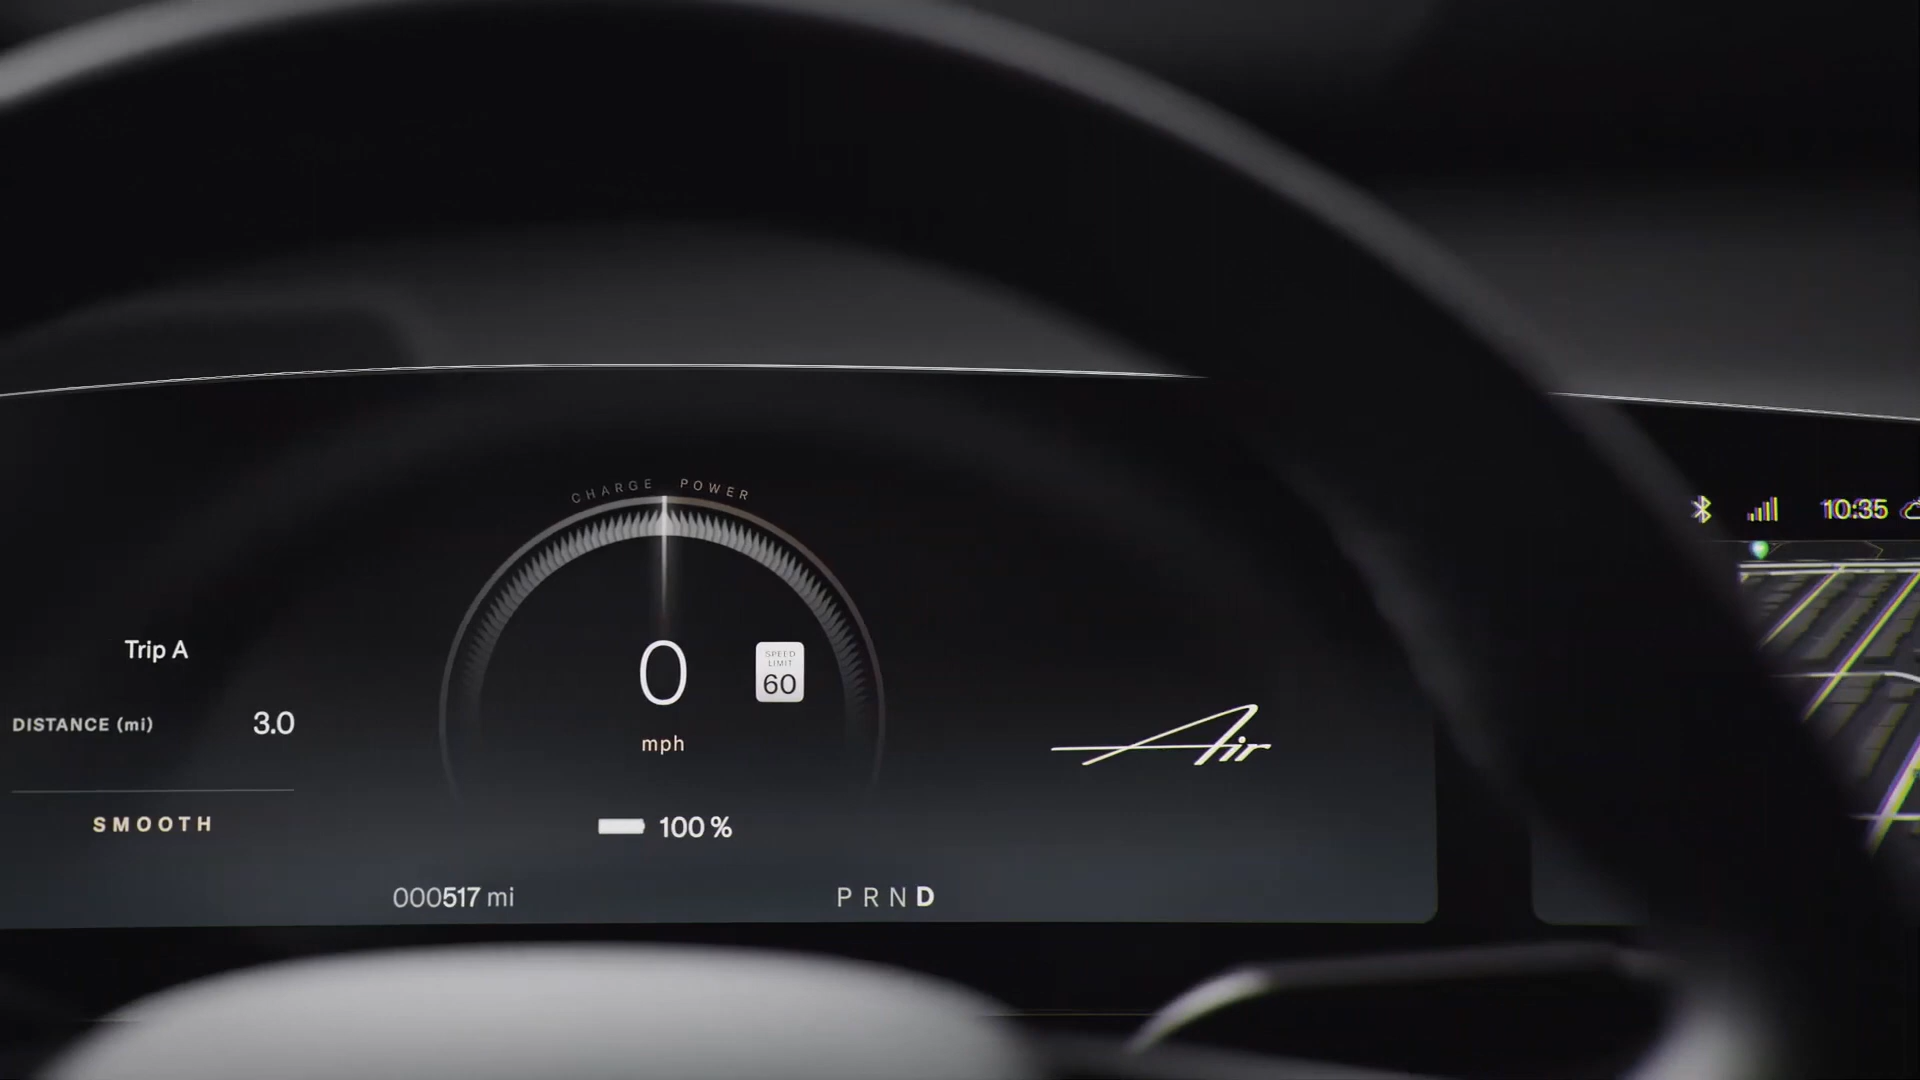 CHARGE POWER
10:35
Trip A
0
SPEED
LIMIT
60
DISTANCE (mi) 3.0
mph
Air
SMOOTH
100 %
000517 mi
P R N D